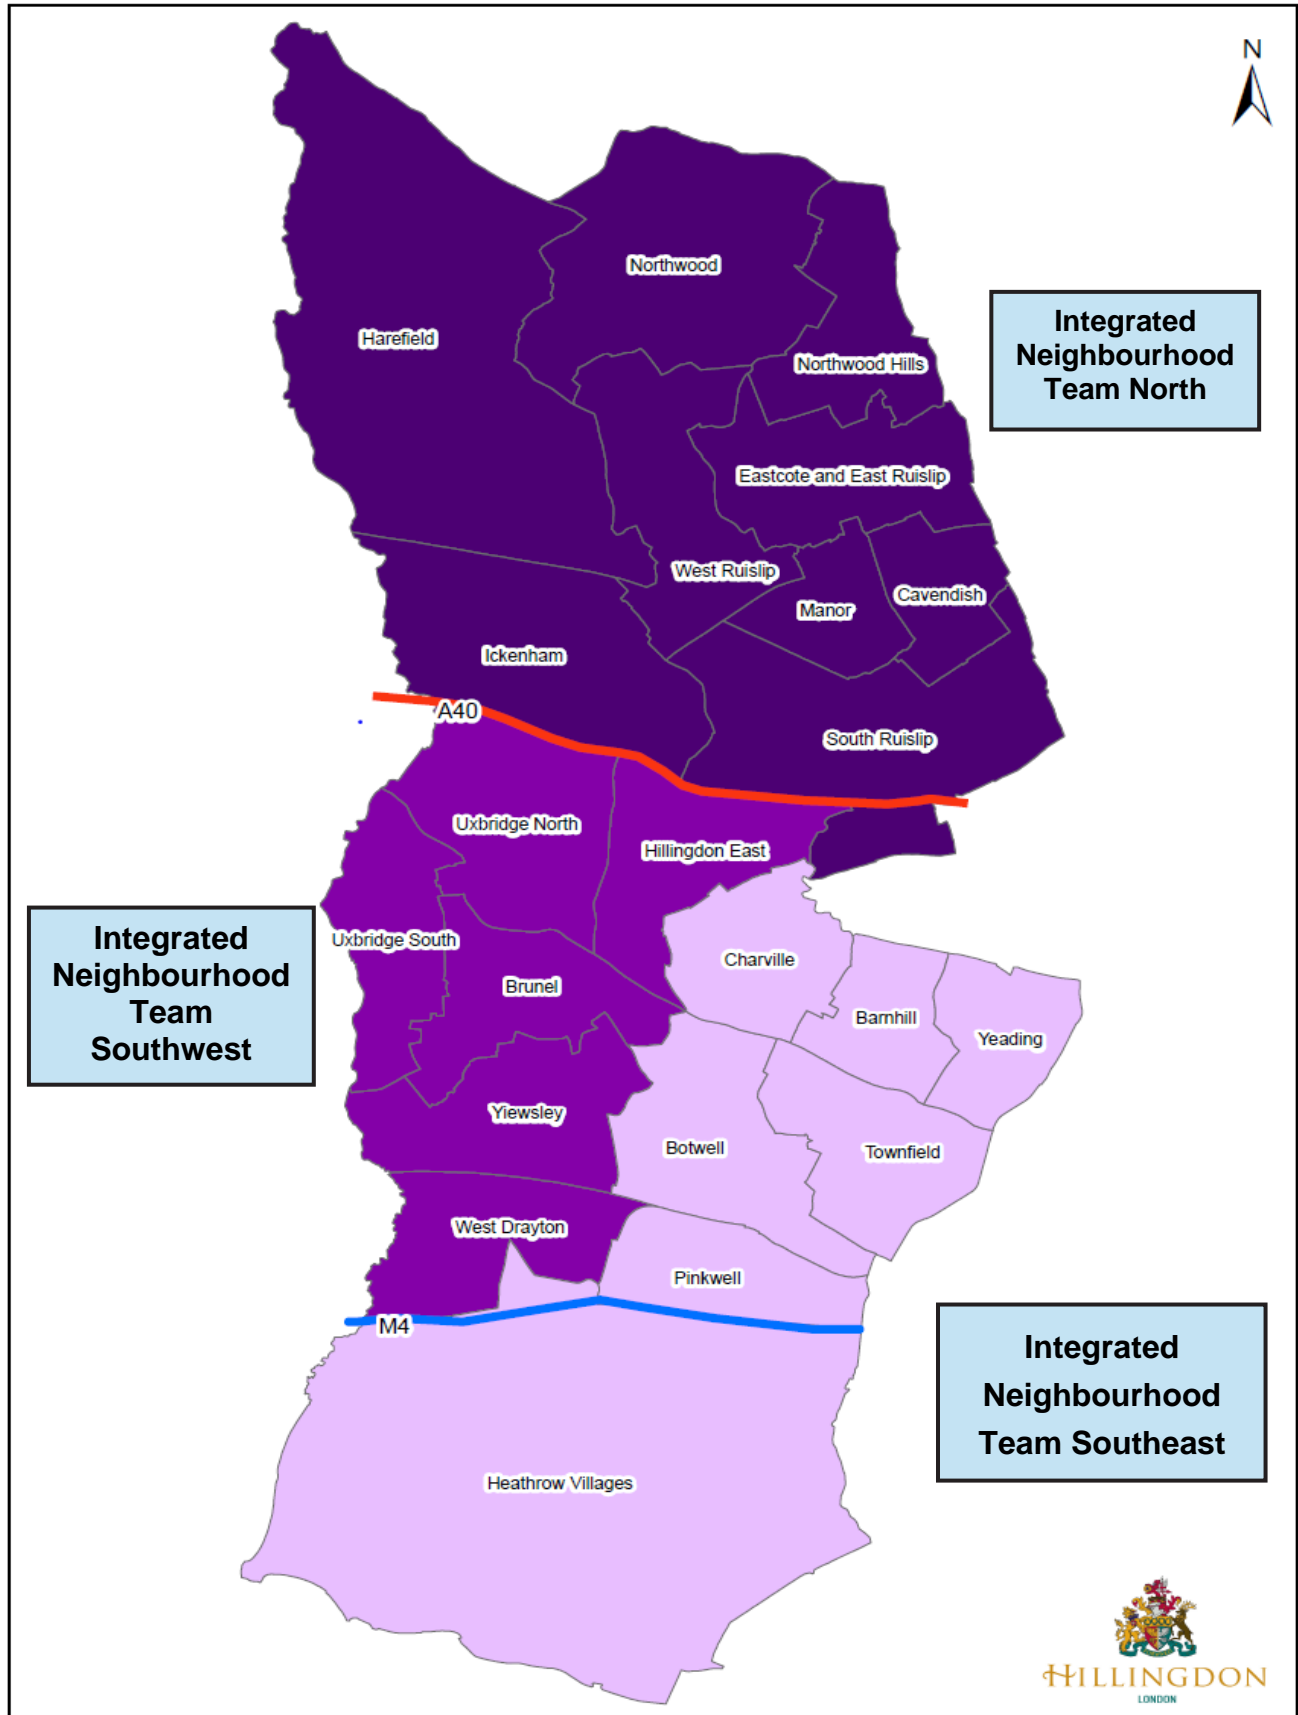 N
Northwood
Harefield
Northwood Hills
Integrated
Neighbourhood
Team North
Eastcote and East Ruislip
West Ruislip
Cavendish
Manor
Ickenham
A40
South Ruislip
Uxbridge North
Hillingdon East
Integrated
Neighbourhood
Team
Southwest
Uxbridge South
Charville
Brunel
Barnhill
Yeading
Yiewsley
Botwell
Townfield
West Drayton
Pinkwell
M4
Integrated
Neighbourhood
Team Southeast
Heathrow Villages
HILLINGDON
LONDON